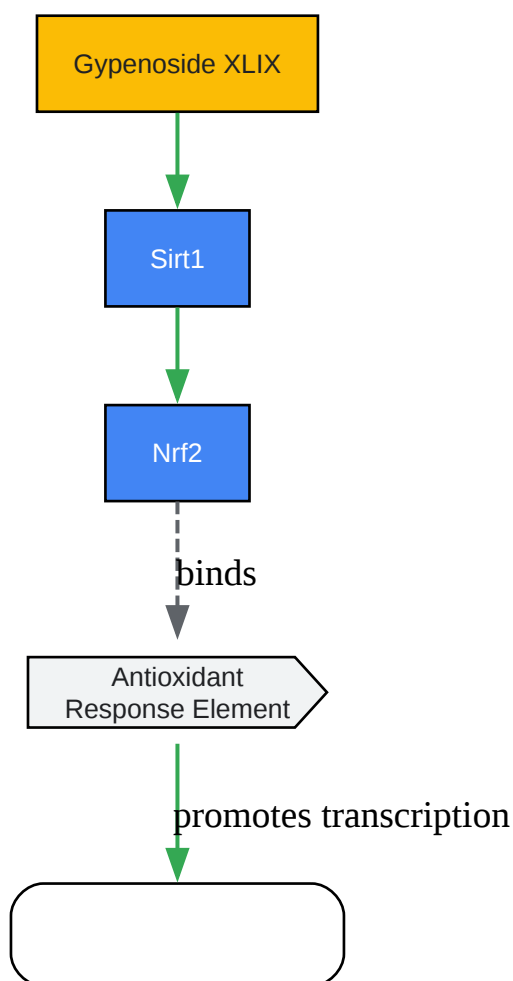 Gypenoside XLIX
Sirt1
Nrf2
binds
Antioxidant
Response Element
promotes transcription